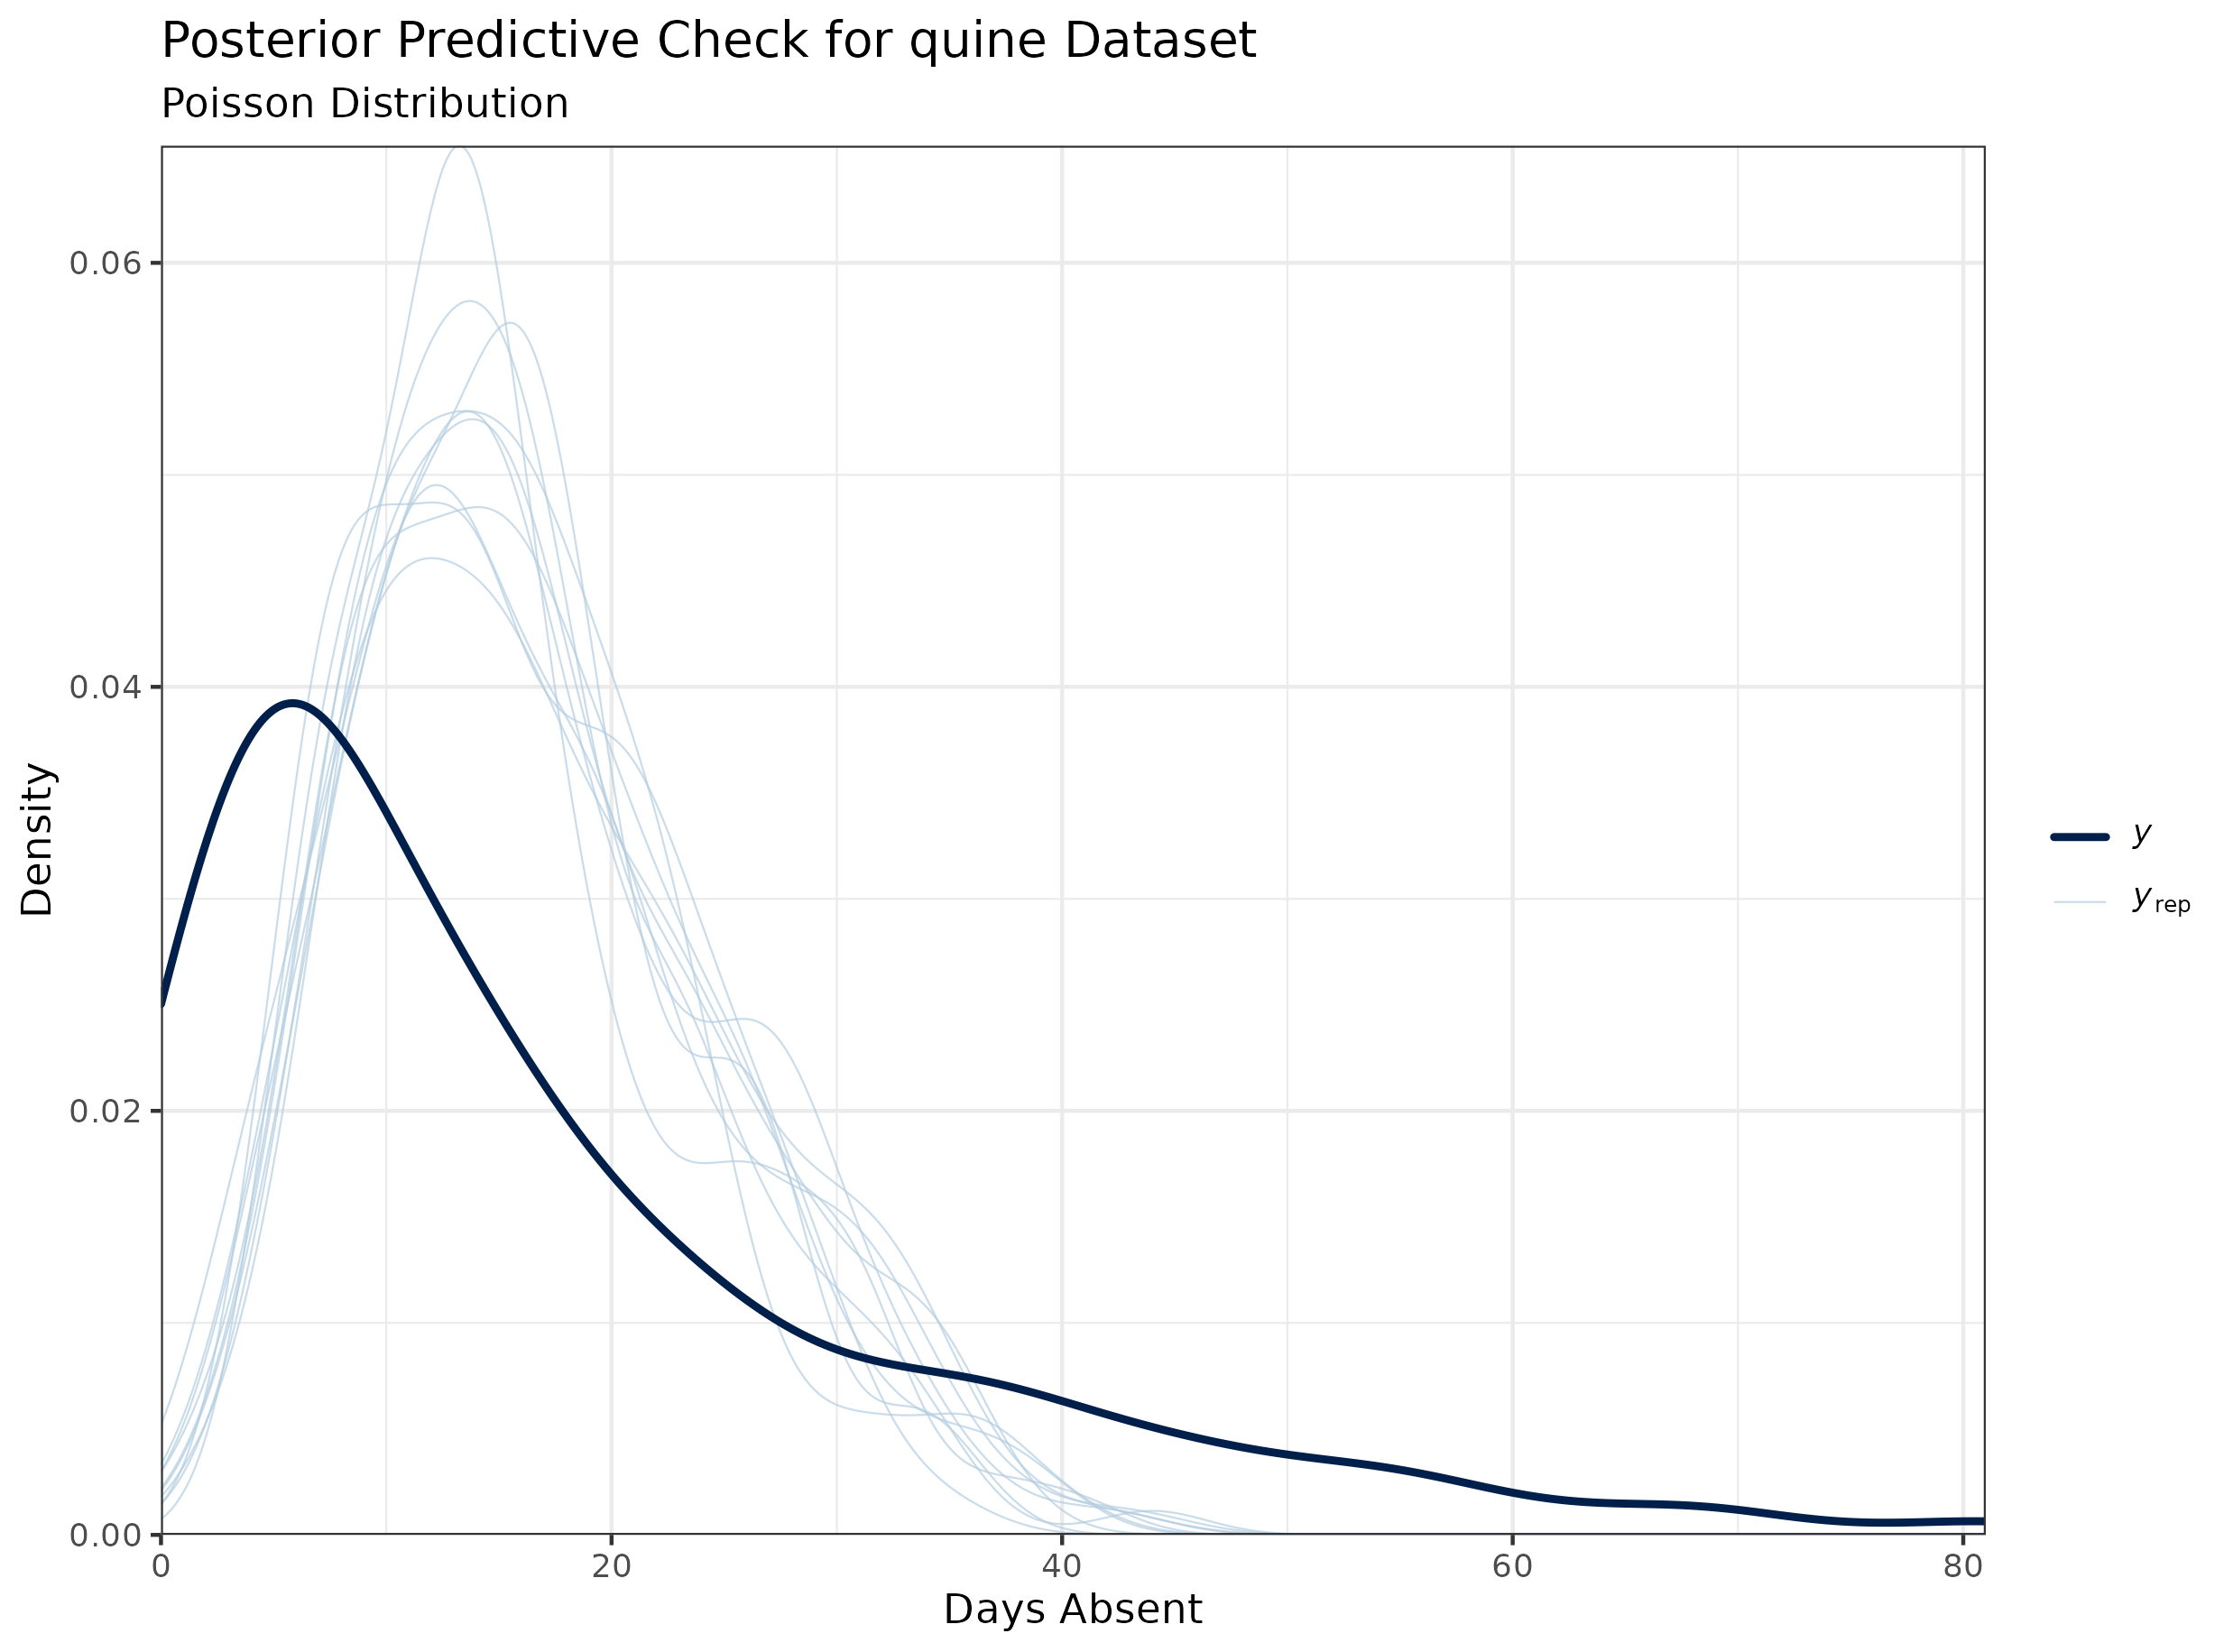 Posterior Predictive Check for quine Dataset
Poisson Distribution
Density
0.06
0.04
0.02
0.00
0 20 40 60 80
Days Absent
y
y rep